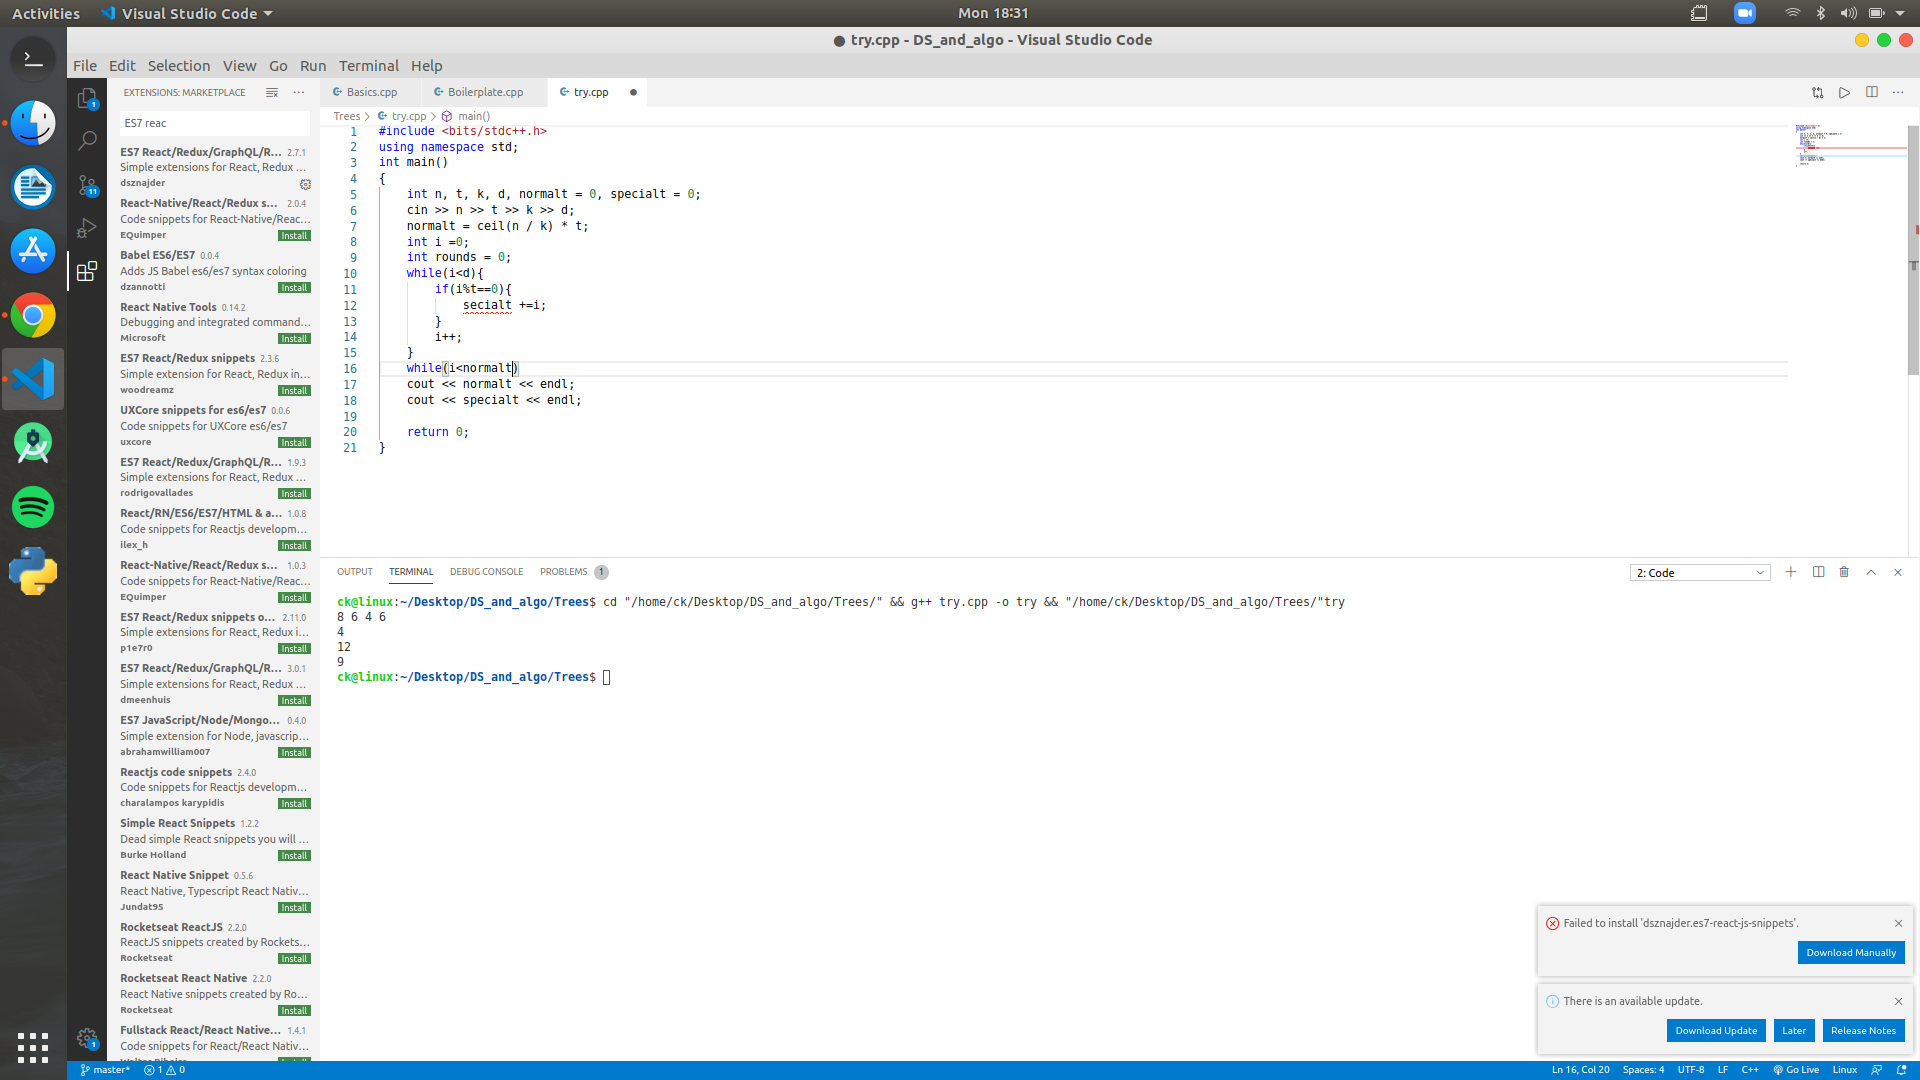 Activities
Visual Studio Code
Mon 18:31
● try.cpp - DS_and_algo - Visual Studio Code
File Edit Selection View Go Run Terminal Help
EXTENSIONS: MARKETPLACE
ES7 reac
ES7 React/Redux/GraphQL/R... 2.7.1
Simple extensions for React, Redux ...
dsznajder
React-Native/React/Redux s... 2.0.4
Code snippets for React-Native/Reac...
EQuimper Install
Babel ES6/ES7 0.0.4
Adds JS Babel es6/es7 syntax coloring
dzannotti Install
React Native Tools 0.14.2
Debugging and integrated command...
Microsoft Install
ES7 React/Redux snippets 2.3.6
Simple extension for React, Redux in...
woodreamz Install
UXCore snippets for es6/es7 0.0.6
Code snippets for UXCore es6/es7
uxcore Install
ES7 React/Redux/GraphQL/R... 1.9.3
Simple extensions for React, Redux ...
rodrigovallades Install
React/RN/ES6/ES7/HTML & a... 1.0.8
Code snippets for Reactjs developm...
ilex_h Install
React-Native/React/Redux s... 1.0.3
Code snippets for React-Native/Reac...
EQuimper Install
ES7 React/Redux snippets o... 2.11.0
Simple extensions for React, Redux i...
p1e7r0 Install
ES7 React/Redux/GraphQL/R... 3.0.1
Simple extensions for React, Redux ...
dmeenhuis Install
ES7 JavaScript/Node/Mongo... 0.4.0
Simple extension for Node, javascrip...
abrahamwilliam007 Install
Reactjs code snippets 2.4.0
Code snippets for Reactjs developm...
charalampos karypidis Install
Simple React Snippets 1.2.2
Dead simple React snippets you will ...
Burke Holland Install
React Native Snippet 0.5.6
React Native, Typescript React Nativ...
Jundat95 Install
Rocketseat ReactJS 2.2.0
ReactJS snippets created by Rockets...
Rocketseat Install
Rocketseat React Native 2.2.0
React Native snippets created by Ro...
Rocketseat Install
Fullstack React/React Native... 1.4.1
Code snippets for React/React Nativ...
1
11
1
Basics.cpp Boilerplate.cpp try.cpp ●
Trees > try.cpp > main()
1 #include <bits/stdc++.h>
2 using namespace std;
3 int main()
4 {
5 int n, t, k, d, normalt = 0, specialt = 0;
6 cin >> n >> t >> k >> d;
7 normalt = ceil(n / k) * t;
8 int i =0;
9 int rounds = 0;
10 while(i<d){
11 if(i%t==0){
12 secialt +=i;
13 }
14 i++;
15 }
16 while(i<normalt)
17 cout << normalt << endl;
18 cout << specialt << endl;
19
20 return 0;
21 }
OUTPUT TERMINAL DEBUG CONSOLE PROBLEMS 1
2: Code
ck@linux:~/Desktop/DS_and_algo/Trees$ cd "/home/ck/Desktop/DS_and_algo/Trees/" && g++ try.cpp -o try && "/home/ck/Desktop/DS_and_algo/Trees/"try
8 6 4 6
4
12
9
ck@linux:~/Desktop/DS_and_algo/Trees$
Failed to install 'dsznajder.es7-react-js-snippets'.
Download Manually
There is an available update.
Download Update Later Release Notes
master* 1 0
Ln 16, Col 20 Spaces: 4 UTF-8 LF C++ Go Live Linux